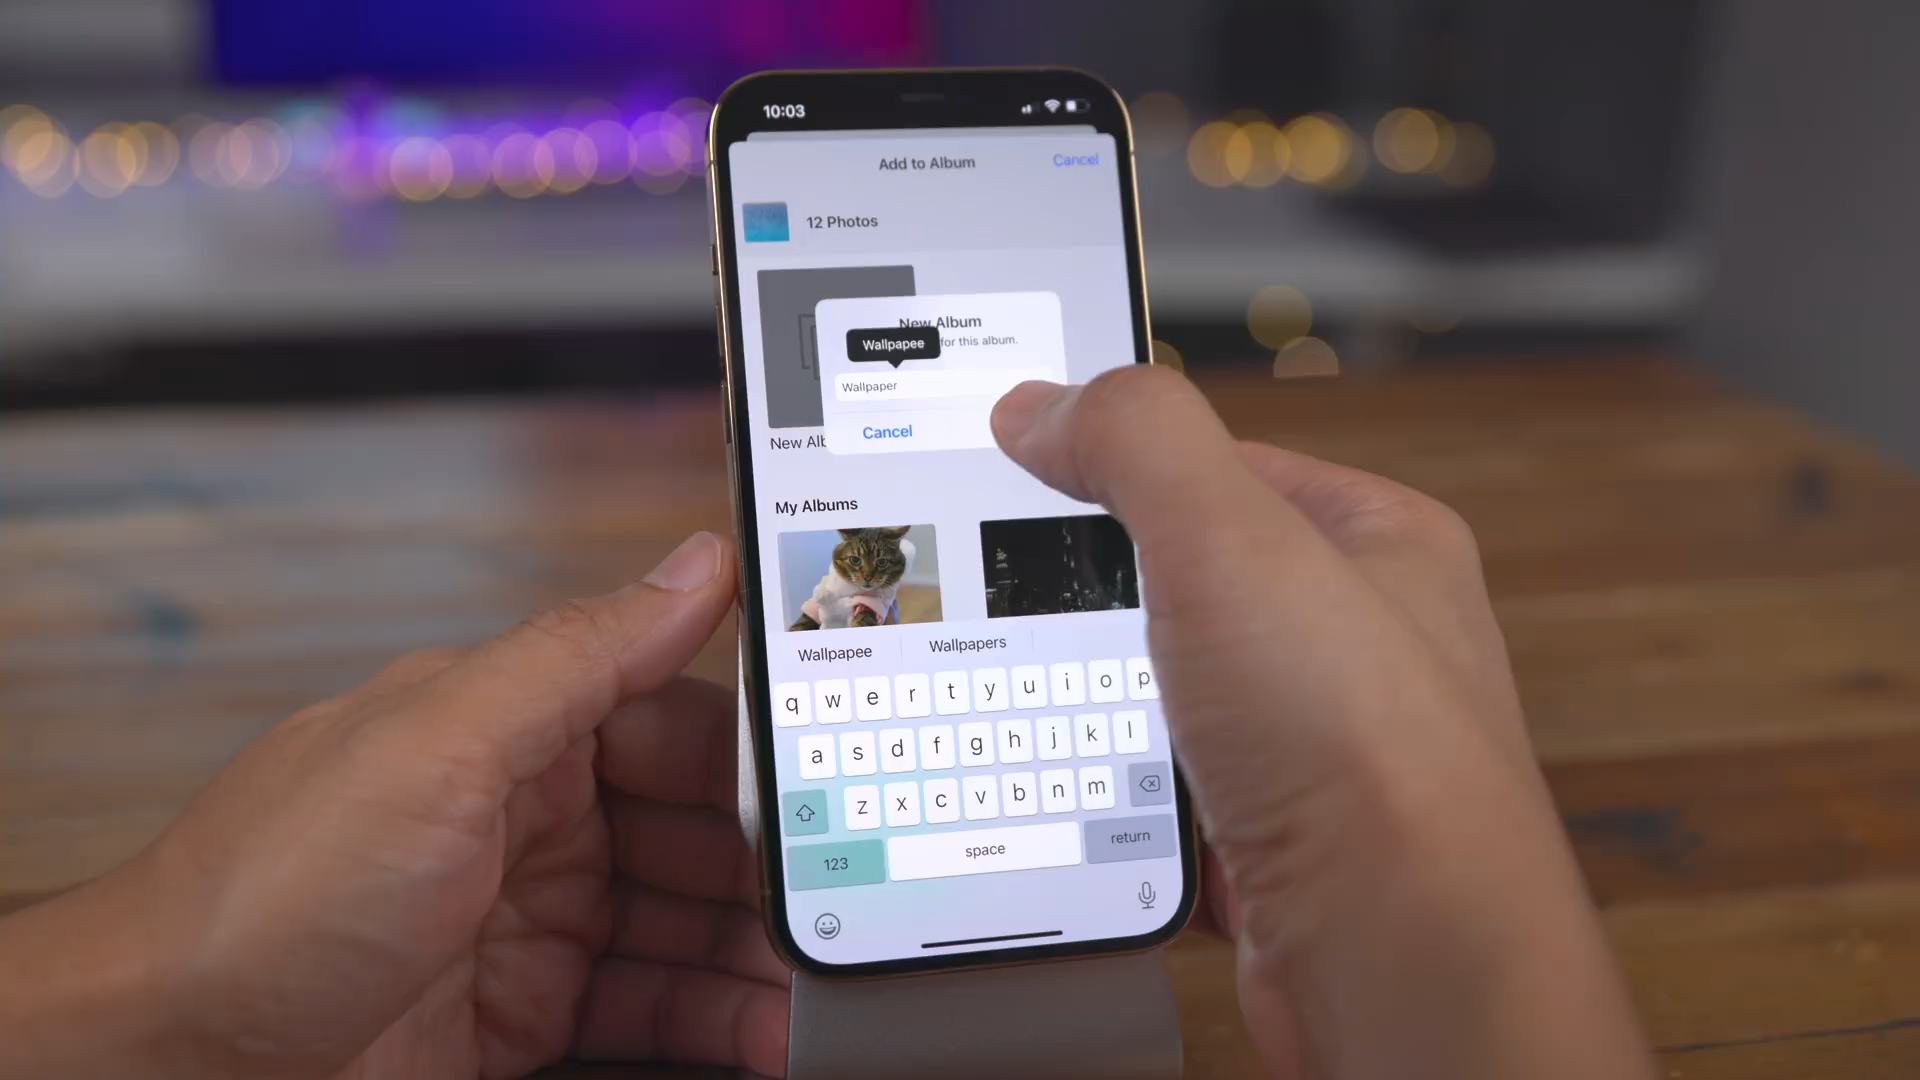 10:03
Add to Album
Cancel
12 Photos
New Album
for this album.
Wallpapee
Wallpaper
Cancel
New Alb
My Albums
Wallpapee
Wallpapers
q w e r t y u i o p
a s d f g h j k l
z x c v b n m
123
space
return